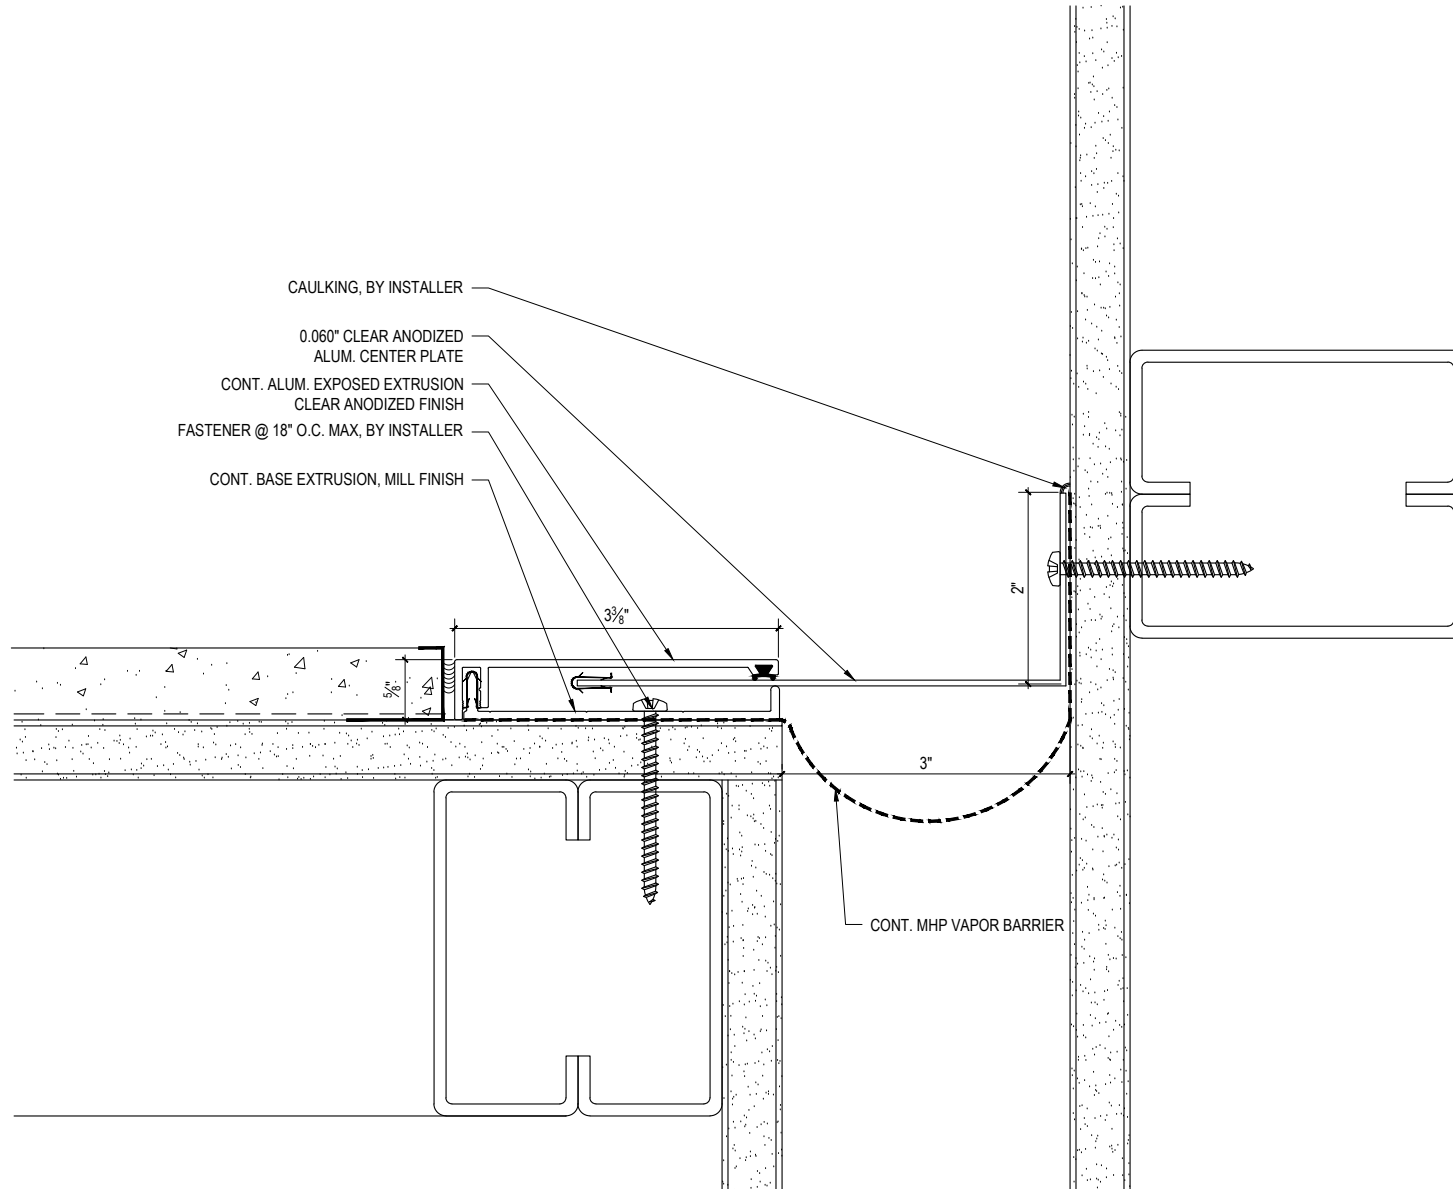 CAULKING, BY INSTALLER
0.060" CLEAR ANODIZED
ALUM. CENTER PLATE
CONT. ALUM. EXPOSED EXTRUSION
CLEAR ANODIZED FINISH
FASTENER @ 18" O.C. MAX, BY INSTALLER
CONT. BASE EXTRUSION, MILL FINISH
2"
3⅜"
⅝"
3"
CONT. MHP VAPOR BARRIER